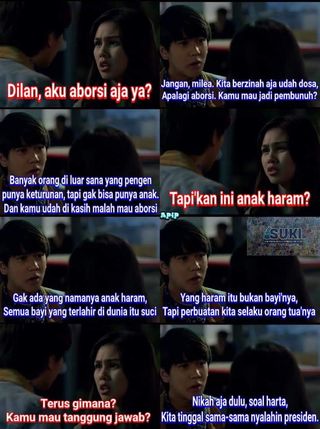 Dilan, aku aborsi aja ya?
Jangan, milea. Kita berzinah aja udah dosa,
Apalagi aborsi. Kamu mau jadi pembunuh?
Banyak orang di luar sana yang pengen
punya keturunan, tapi gak bisa punya anak.
Dan kamu udah di kasih malah mau aborsi
Tapi'kan ini anak haram?
APIP
SUKI
Gak ada yang namanya anak haram,
Semua bayi yang terlahir di dunia itu suci
Yang haram itu bukan bayi'nya,
Tapi perbuatan kita selaku orang tua'nya
Terus gimana?
Kamu mau tanggung jawab?
Nikah aja dulu, soal harta,
Kita tinggal sama-sama nyalahin presiden.